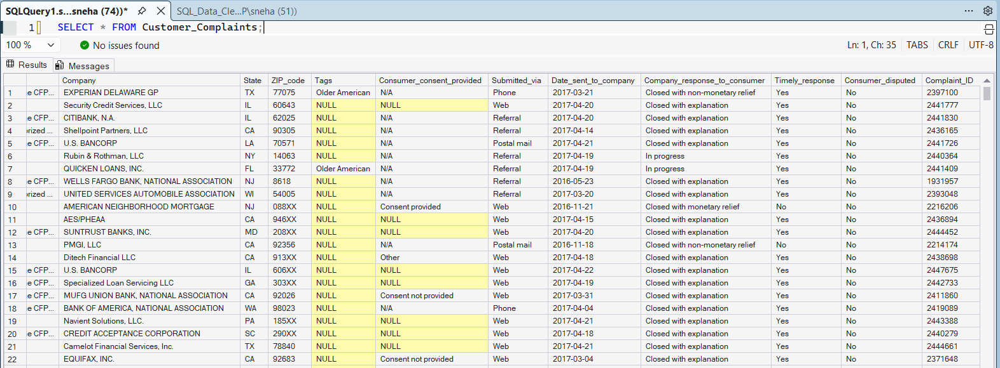 SQLQuery1.s...sneha (74))* SQL_Data_Cle...P\sneha (51))
1 SELECT * FROM Customer_Complaints;
100 % No issues found Ln: 1, Ch: 35 TABS CRLF UTF-8
Results Messages
Company State ZIP_code Tags Consumer_consent_provided Submitted_via Date_sent_to_company Company_response_to_consumer Timely_response Consumer_disputed Complaint_ID
1 e CFP... EXPERIAN DELAWARE GP TX 77075 Older American N/A Phone 2017-03-21 Closed with non-monetary relief Yes No 2397100
2 Security Credit Services, LLC IL 60643 NULL NULL Web 2017-04-20 Closed with explanation Yes No 2441777
3 e CFP... CITIBANK, N.A. IL 62025 NULL N/A Referral 2017-04-20 Closed with explanation Yes No 2441830
4 rized ... Shellpoint Partners, LLC CA 90305 NULL N/A Referral 2017-04-14 Closed with explanation Yes No 2436165
5 e CFP... U.S. BANCORP LA 70571 NULL N/A Postal mail 2017-04-21 Closed with explanation Yes No 2441726
6 Rubin & Rothman, LLC NY 14063 NULL N/A Referral 2017-04-19 In progress Yes No 2440364
7 QUICKEN LOANS, INC. FL 33772 Older American N/A Referral 2017-04-19 In progress Yes No 2441409
8 e CFP... WELLS FARGO BANK, NATIONAL ASSOCIATION NJ 8618 NULL N/A Referral 2016-05-23 Closed with explanation Yes No 1931957
9 rized ... UNITED SERVICES AUTOMOBILE ASSOCIATION WI 54005 NULL N/A Referral 2017-03-20 Closed with explanation Yes No 2393048
10 AMERICAN NEIGHBORHOOD MORTGAGE NJ 088XX NULL Consent provided Web 2016-11-21 Closed with monetary relief No No 2216206
11 AES/PHEAA CA 946XX NULL NULL Web 2017-04-15 Closed with explanation Yes No 2436894
12 e CFP... SUNTRUST BANKS, INC. MD 208XX NULL NULL Web 2017-04-20 Closed with explanation Yes No 2444452
13 PMGI, LLC CA 92356 NULL N/A Postal mail 2016-11-18 Closed with non-monetary relief No No 2214174
14 Ditech Financial LLC CA 913XX NULL Other Web 2017-04-18 Closed with explanation Yes No 2438698
15 e CFP... U.S. BANCORP IL 606XX NULL NULL Web 2017-04-22 Closed with explanation Yes No 2447675
16 e CFP... Specialized Loan Servicing LLC GA 303XX NULL NULL Web 2017-04-19 Closed with explanation Yes No 2442733
17 e CFP... MUFG UNION BANK, NATIONAL ASSOCIATION CA 92026 NULL Consent not provided Web 2017-03-31 Closed with explanation Yes No 2411860
18 e CFP... BANK OF AMERICA, NATIONAL ASSOCIATION WA 98023 NULL N/A Phone 2017-04-04 Closed with explanation Yes No 2419089
19 Navient Solutions, LLC. PA 185XX NULL NULL Web 2017-04-21 Closed with explanation Yes No 2443388
20 e CFP... CREDIT ACCEPTANCE CORPORATION SC 290XX NULL NULL Web 2017-04-18 Closed with explanation Yes No 2440279
21 Camelot Financial Services, Inc. TX 78840 NULL NULL Web 2017-04-21 Closed with explanation Yes No 2444661
22 EQUIFAX, INC. CA 92683 NULL Consent not provided Web 2017-03-04 Closed with explanation Yes No 2371648